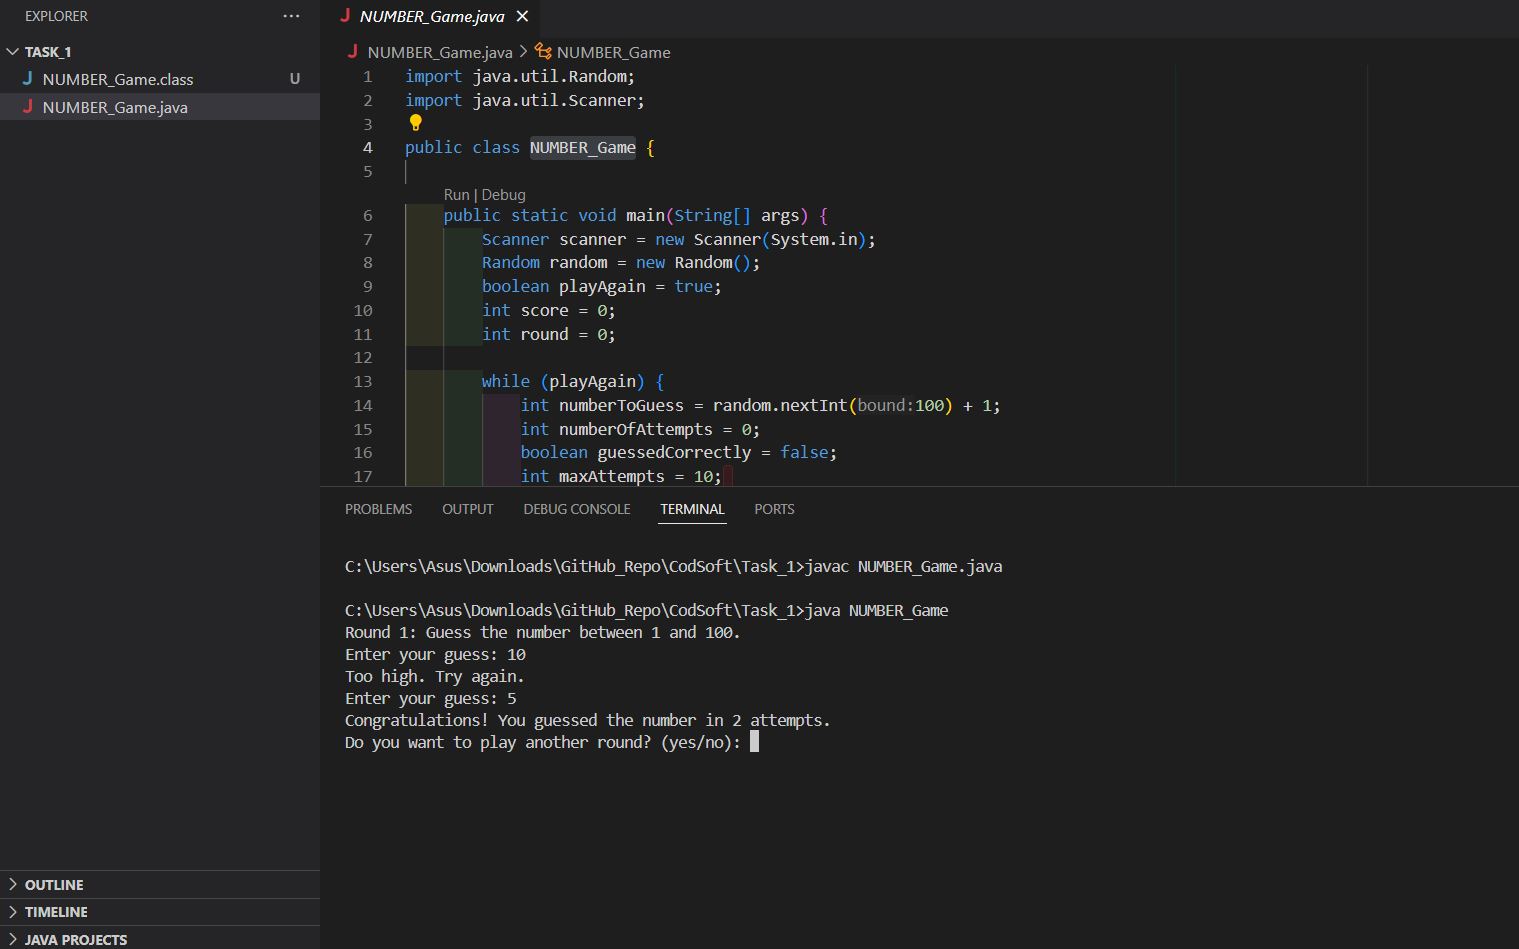 EXPLORER
TASK_1
NUMBER_Game.class U
NUMBER_Game.java
OUTLINE
TIMELINE
JAVA PROJECTS
NUMBER_Game.java
NUMBER_Game.java > NUMBER_Game
1 import java.util.Random;
2 import java.util.Scanner;
3
4 public class NUMBER_Game {
5
Run | Debug
6 public static void main(String[] args) {
7 Scanner scanner = new Scanner(System.in);
8 Random random = new Random();
9 boolean playAgain = true;
10 int score = 0;
11 int round = 0;
12
13 while (playAgain) {
14 int numberToGuess = random.nextInt(bound:100) + 1;
15 int numberOfAttempts = 0;
16 boolean guessedCorrectly = false;
17 int maxAttempts = 10;
PROBLEMS OUTPUT DEBUG CONSOLE TERMINAL PORTS
C:\Users\Asus\Downloads\GitHub_Repo\CodSoft\Task_1>javac NUMBER_Game.java
C:\Users\Asus\Downloads\GitHub_Repo\CodSoft\Task_1>java NUMBER_Game
Round 1: Guess the number between 1 and 100.
Enter your guess: 10
Too high. Try again.
Enter your guess: 5
Congratulations! You guessed the number in 2 attempts.
Do you want to play another round? (yes/no):